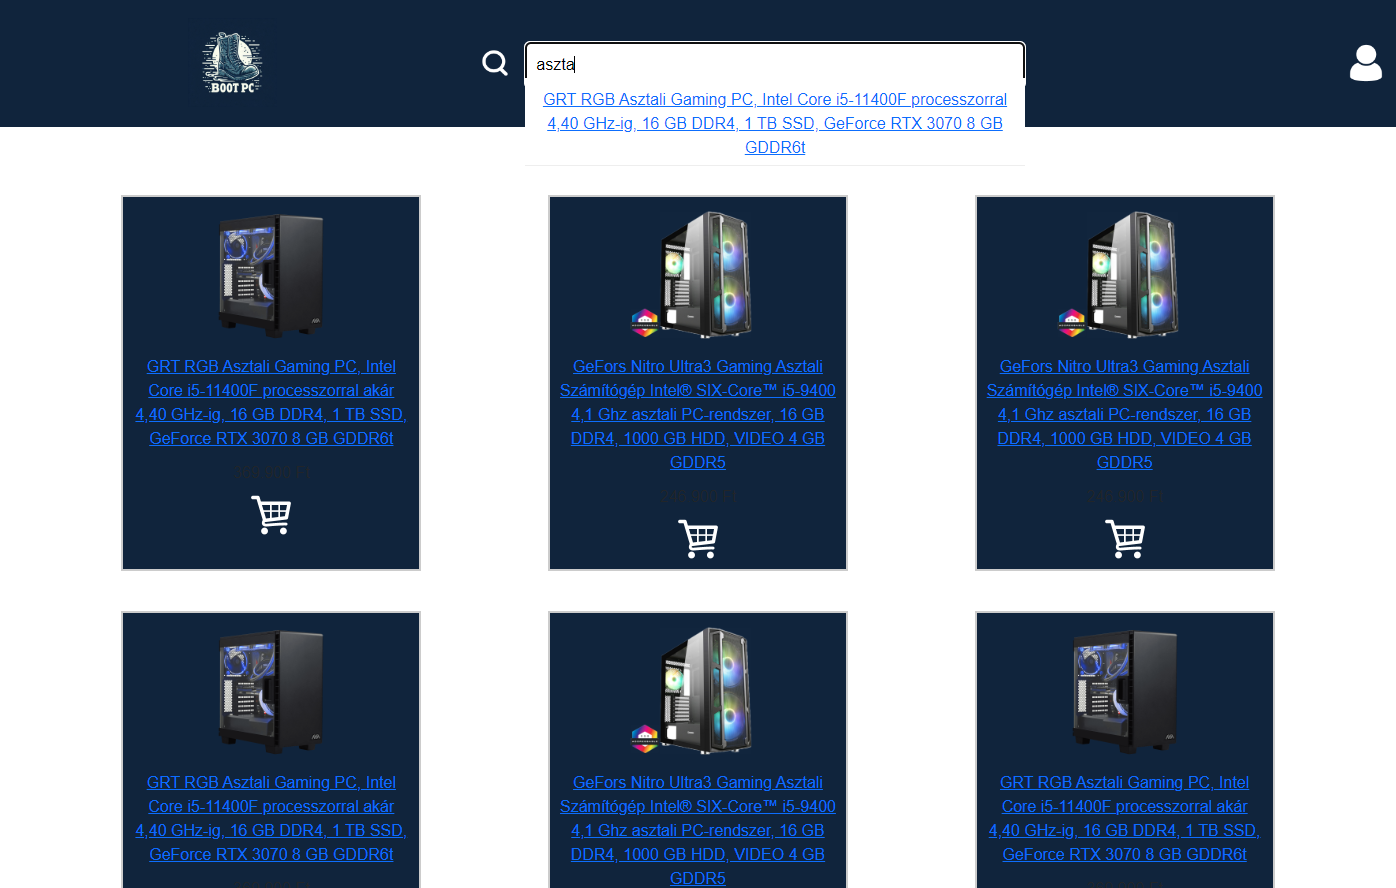 BOOT PC
aszta
GRT RGB Asztali Gaming PC, Intel Core i5-11400F processzorral
4,40 GHz-ig, 16 GB DDR4, 1 TB SSD, GeForce RTX 3070 8 GB
GDDR6t
GRT RGB Asztali Gaming PC, Intel
Core i5-11400F processzorral akár
4,40 GHz-ig, 16 GB DDR4, 1 TB SSD,
GeForce RTX 3070 8 GB GDDR6t
GeFors Nitro Ultra3 Gaming Asztali
Számítógép Intel® SIX-Core™ i5-9400
4,1 Ghz asztali PC-rendszer, 16 GB
DDR4, 1000 GB HDD, VIDEO 4 GB
GDDR5
GeFors Nitro Ultra3 Gaming Asztali
Számítógép Intel® SIX-Core™ i5-9400
4,1 Ghz asztali PC-rendszer, 16 GB
DDR4, 1000 GB HDD, VIDEO 4 GB
GDDR5
GRT RGB Asztali Gaming PC, Intel
Core i5-11400F processzorral akár
4,40 GHz-ig, 16 GB DDR4, 1 TB SSD,
GeForce RTX 3070 8 GB GDDR6t
GeFors Nitro Ultra3 Gaming Asztali
Számítógép Intel® SIX-Core™ i5-9400
4,1 Ghz asztali PC-rendszer, 16 GB
DDR4, 1000 GB HDD, VIDEO 4 GB
GDDR5
GRT RGB Asztali Gaming PC, Intel
Core i5-11400F processzorral akár
4,40 GHz-ig, 16 GB DDR4, 1 TB SSD,
GeForce RTX 3070 8 GB GDDR6t